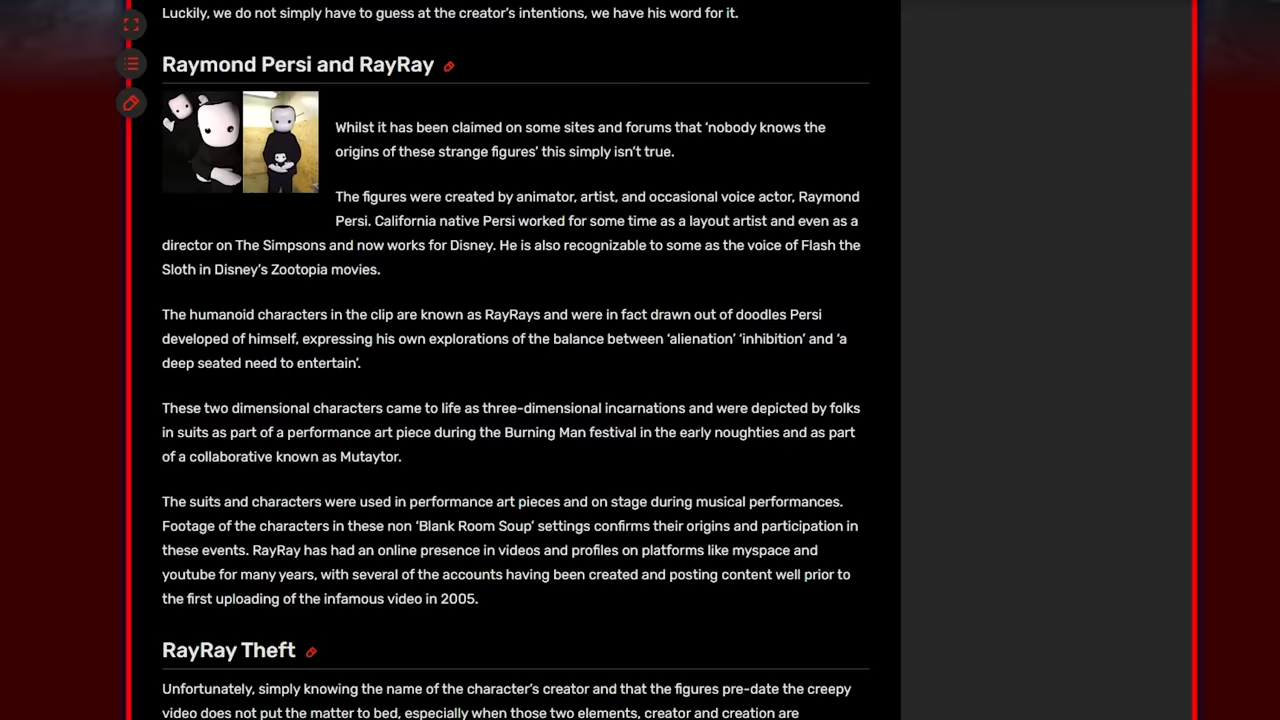 Luckily, we do not simply have to guess at the creator’s intentions, we have his word for it.
Raymond Persi and RayRay
Whilst it has been claimed on some sites and forums that ‘nobody knows the
origins of these strange figures’ this simply isn’t true.
The figures were created by animator, artist, and occasional voice actor, Raymond
Persi. California native Persi worked for some time as a layout artist and even as a
director on The Simpsons and now works for Disney. He is also recognizable to some as the voice of Flash the
Sloth in Disney’s Zootopia movies.
The humanoid characters in the clip are known as RayRays and were in fact drawn out of doodles Persi
developed of himself, expressing his own explorations of the balance between ‘alienation’ ‘inhibition’ and ‘a
deep seated need to entertain’.
These two dimensional characters came to life as three-dimensional incarnations and were depicted by folks
in suits as part of a performance art piece during the Burning Man festival in the early noughties and as part
of a collaborative known as Mutaytor.
The suits and characters were used in performance art pieces and on stage during musical performances.
Footage of the characters in these non ‘Blank Room Soup’ settings confirms their origins and participation in
these events. RayRay has had an online presence in videos and profiles on platforms like myspace and
youtube for many years, with several of the accounts having been created and posting content well prior to
the first uploading of the infamous video in 2005.
RayRay Theft
Unfortunately, simply knowing the name of the character’s creator and that the figures pre-date the creepy
video does not put the matter to bed, especially when those two elements, creator and creation are